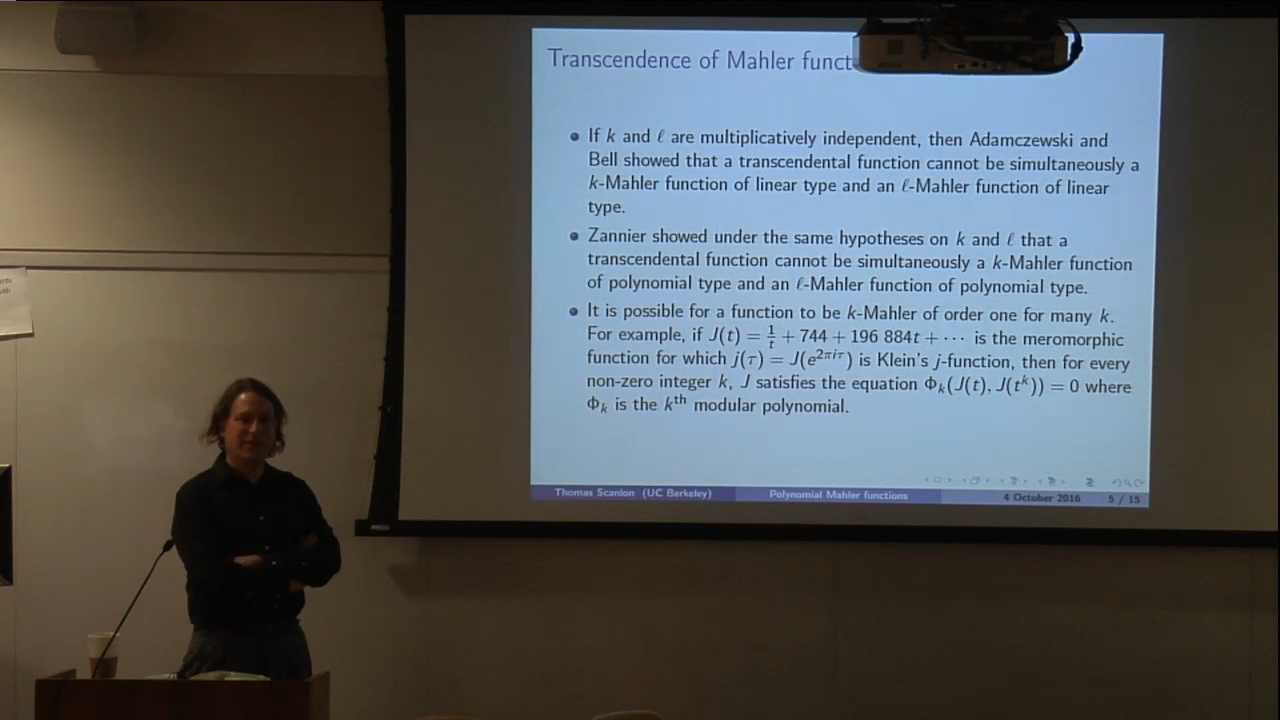 Transcendence of Mahler funct
• If k and ℓ are multiplicatively independent, then Adamczewski and
Bell showed that a transcendental function cannot be simultaneously a
k-Mahler function of linear type and an ℓ-Mahler function of linear
type.
• Zannier showed under the same hypotheses on k and ℓ that a
transcendental function cannot be simultaneously a k-Mahler function
of polynomial type and an ℓ-Mahler function of polynomial type.
• It is possible for a function to be k-Mahler of order one for many k.
For example, if J(t) = 1/t + 744 + 196 884t + ⋯ is the meromorphic
function for which j(τ) = J(e^{2πiτ}) is Klein's j-function, then for every
non-zero integer k, J satisfies the equation Φ_k(J(t), J(t^k)) = 0 where
Φ_k is the k^th modular polynomial.
Thomas Scanlon (UC Berkeley) Polynomial Mahler functions 4 October 2016 5 / 15